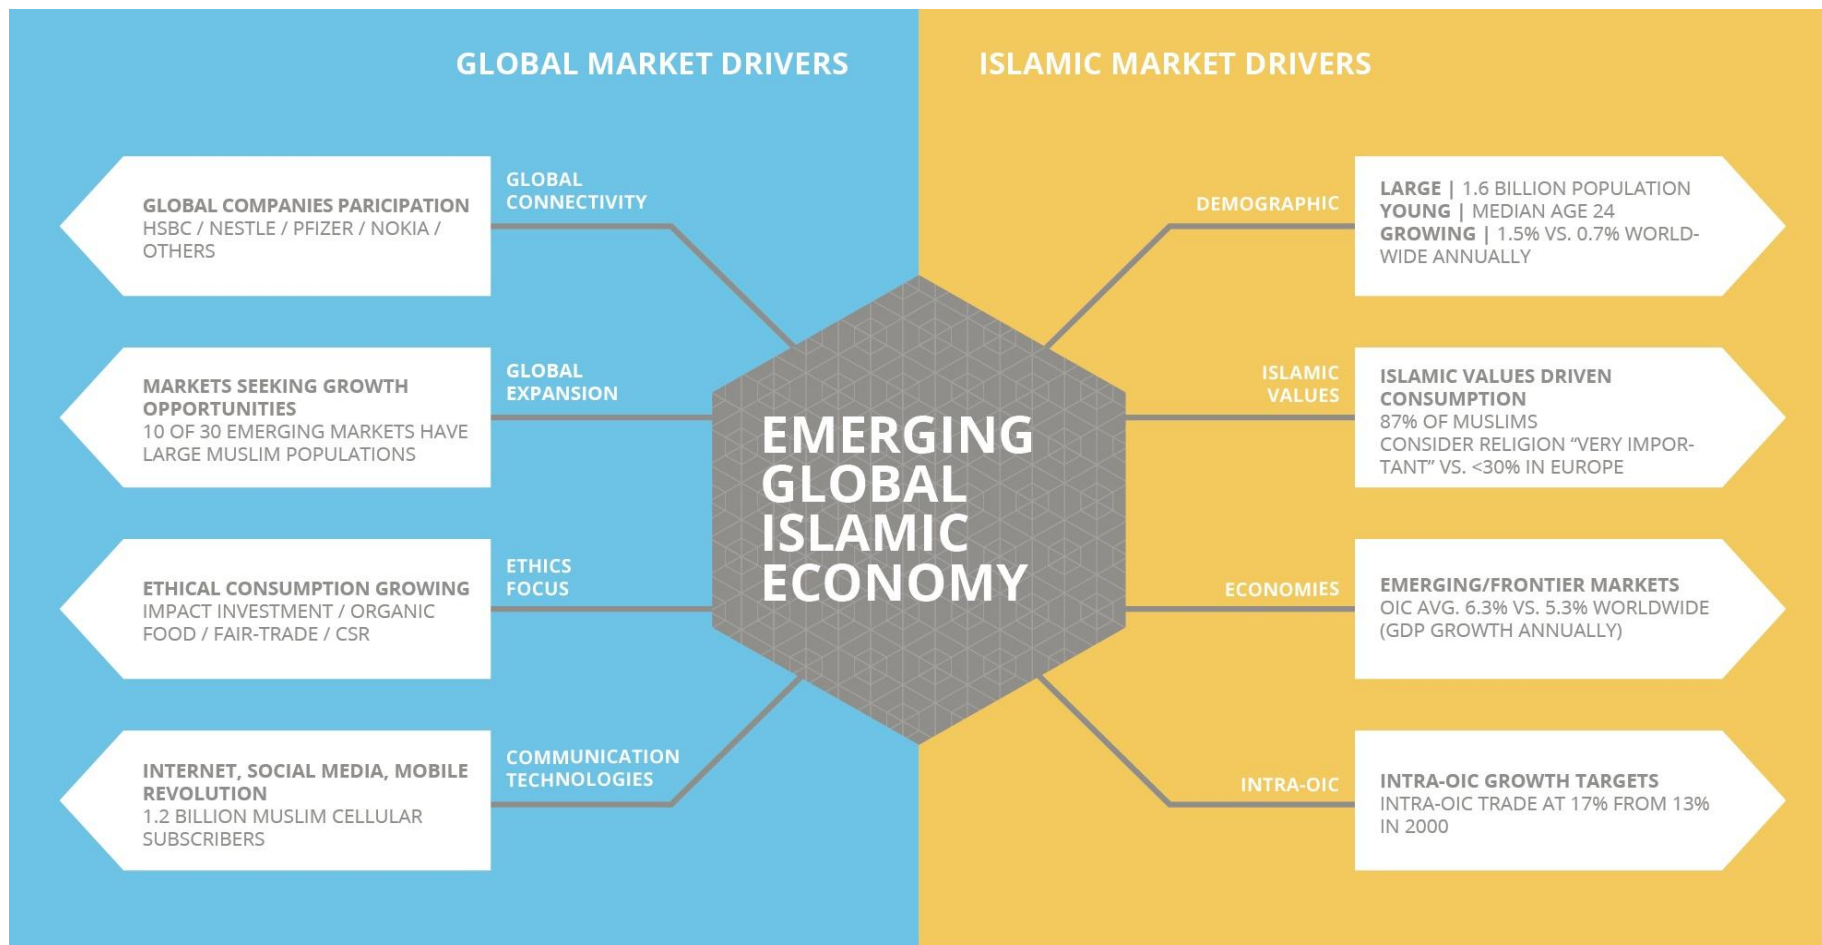 GLOBAL MARKET DRIVERS
GLOBAL COMPANIES PARICIPATION
HSBC / NESTLE / PFIZER / NOKIA /
OTHERS
GLOBAL
CONNECTIVITY
MARKETS SEEKING GROWTH
OPPORTUNITIES
10 OF 30 EMERGING MARKETS HAVE
LARGE MUSLIM POPULATIONS
GLOBAL
EXPANSION
ETHICAL CONSUMPTION GROWING
IMPACT INVESTMENT / ORGANIC
FOOD / FAIR-TRADE / CSR
ETHICS
FOCUS
INTERNET, SOCIAL MEDIA, MOBILE
REVOLUTION
1.2 BILLION MUSLIM CELLULAR
SUBSCRIBERS
COMMUNICATION
TECHNOLOGIES
EMERGING
GLOBAL
ISLAMIC
ECONOMY
ISLAMIC MARKET DRIVERS
DEMOGRAPHIC
LARGE | 1.6 BILLION POPULATION
YOUNG | MEDIAN AGE 24
GROWING | 1.5% VS. 0.7% WORLD-
WIDE ANNUALLY
ISLAMIC
VALUES
ISLAMIC VALUES DRIVEN
CONSUMPTION
87% OF MUSLIMS
CONSIDER RELIGION “VERY IMPOR-
TANT” VS. <30% IN EUROPE
ECONOMIES
EMERGING/FRONTIER MARKETS
OIC AVG. 6.3% VS. 5.3% WORLDWIDE
(GDP GROWTH ANNUALLY)
INTRA-OIC
INTRA-OIC GROWTH TARGETS
INTRA-OIC TRADE AT 17% FROM 13%
IN 2000